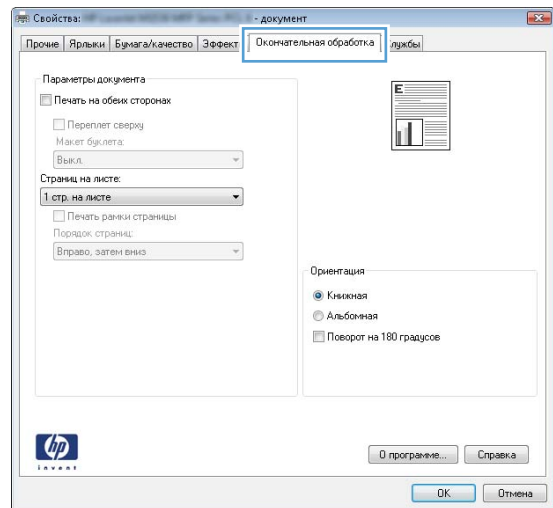 Свойства: - документ
Прочие Ярлыки Бумага/качество Эффект Окончательная обработка лужбы
Параметры документа
Печать на обеих сторонах
Переплет сверху
Макет буклета:
Выкл.
Страниц на листе:
1 стр. на листе
Печать рамки страницы
Порядок страниц:
Вправо, затем вниз
E
Ориентация
Книжная
Альбомная
Поворот на 180 градусов
hp
invent
О программе... Справка
OK Отмена